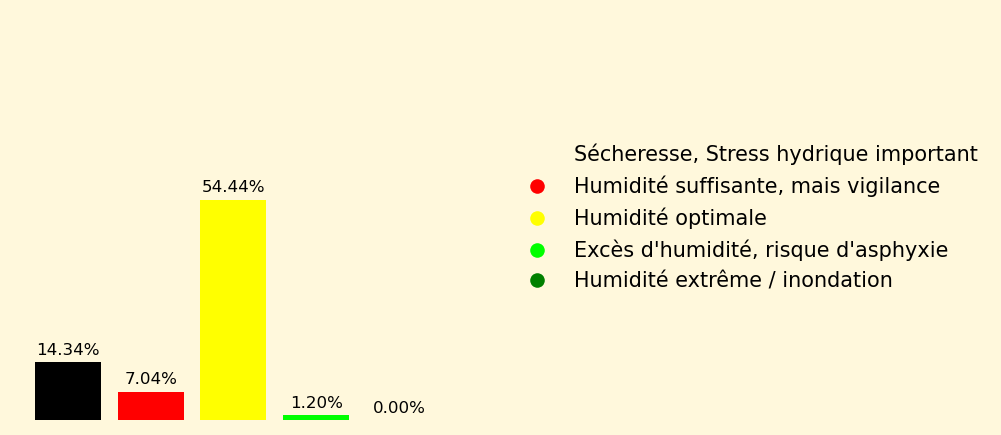 54.44%
14.34%
7.04%
1.20%
0.00%
Sécheresse, Stress hydrique important
Humidité suffisante, mais vigilance
Humidité optimale
Excès d'humidité, risque d'asphyxie
Humidité extrême / inondation